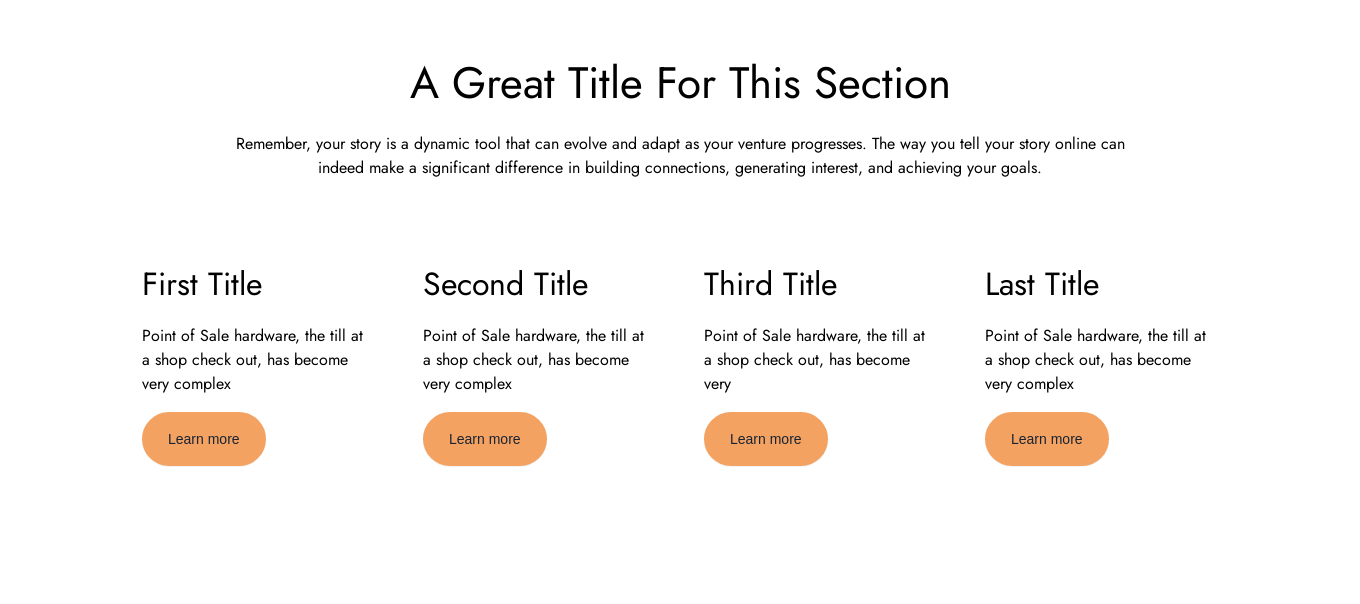 A Great Title For This Section
Remember, your story is a dynamic tool that can evolve and adapt as your venture progresses. The way you tell your story online can
indeed make a significant difference in building connections, generating interest, and achieving your goals.
First Title
Point of Sale hardware, the till at
a shop check out, has become
very complex
Learn more
Second Title
Point of Sale hardware, the till at
a shop check out, has become
very complex
Learn more
Third Title
Point of Sale hardware, the till at
a shop check out, has become
very
Learn more
Last Title
Point of Sale hardware, the till at
a shop check out, has become
very complex
Learn more